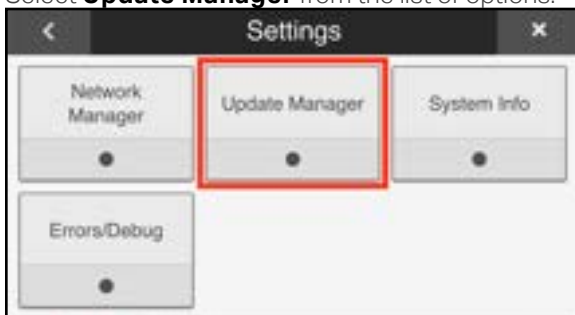 Select Update Manager from the list of options.
Settings
Network
Manager
Update Manager
System Info
Errors/Debug